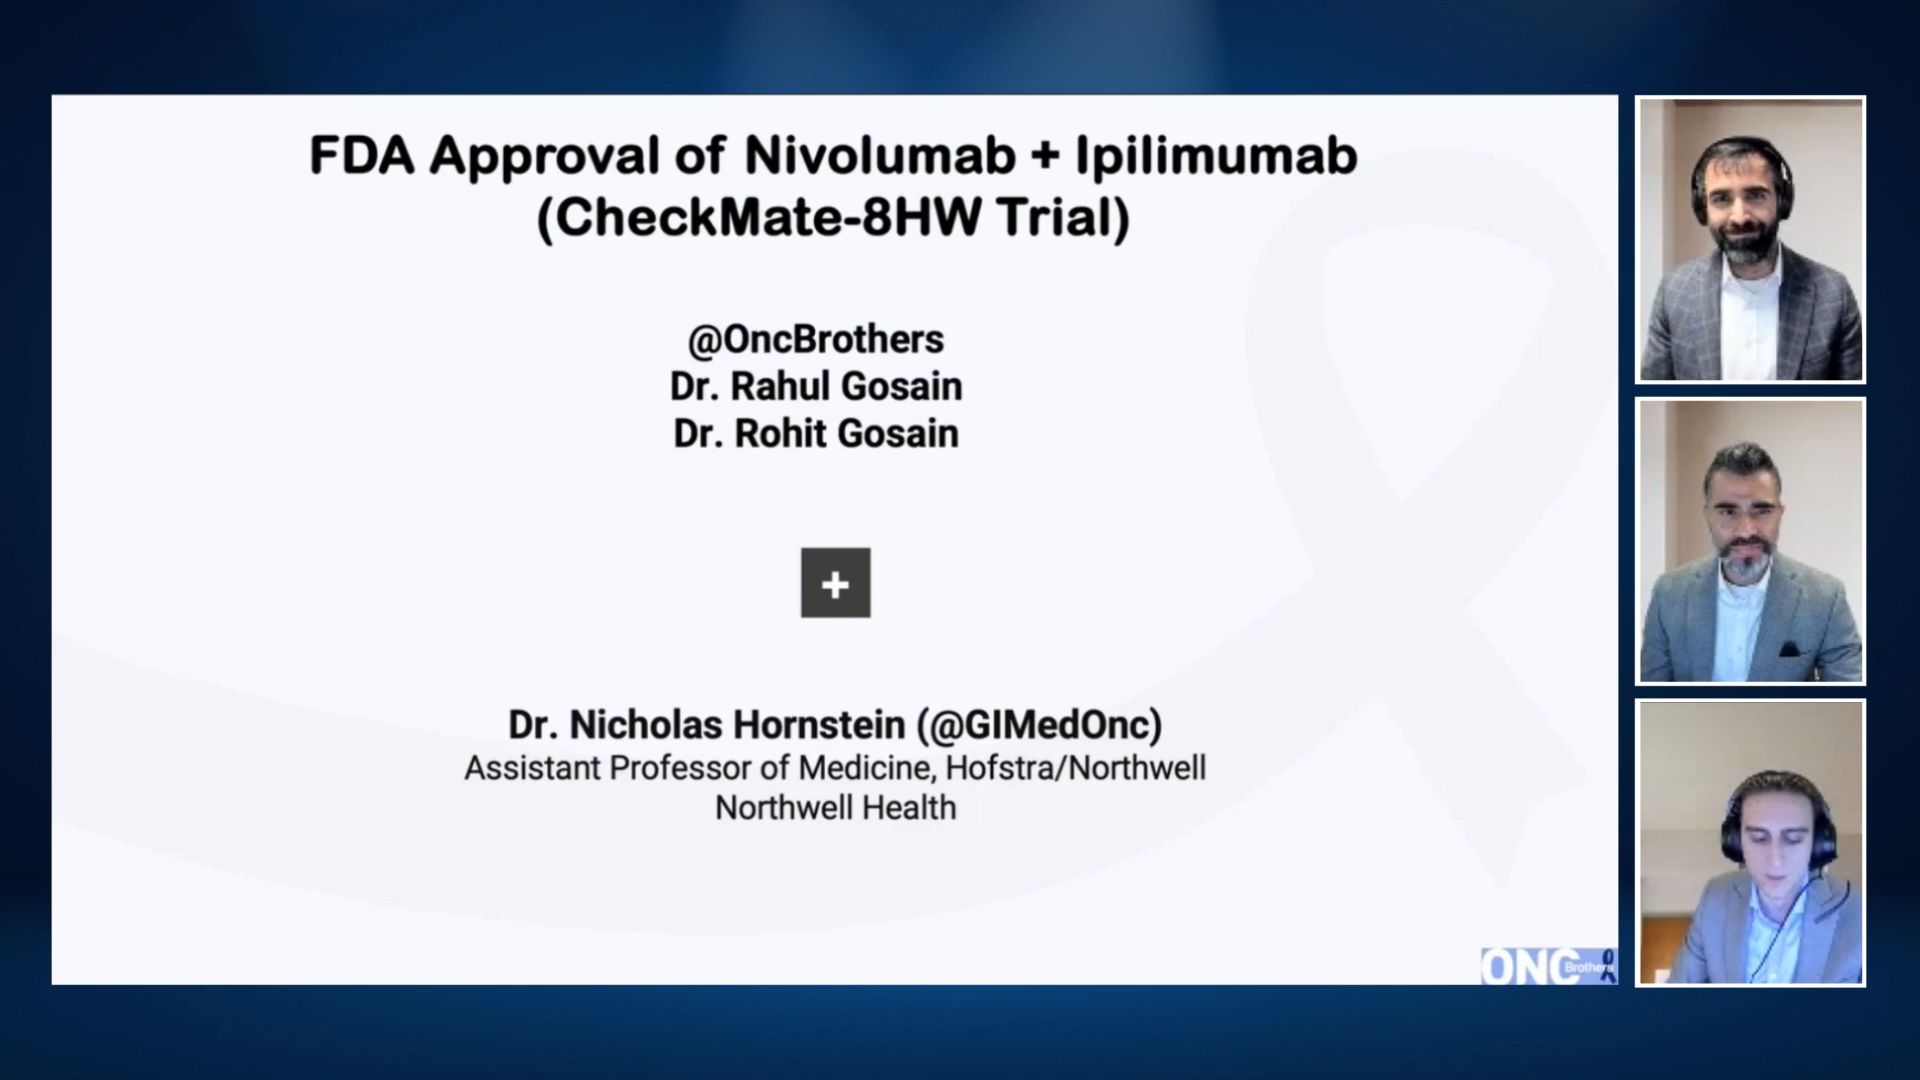 FDA Approval of Nivolumab + Ipilimumab
(CheckMate-8HW Trial)
@OncBrothers
Dr. Rahul Gosain
Dr. Rohit Gosain
+
Dr. Nicholas Hornstein (@GIMedOnc)
Assistant Professor of Medicine, Hofstra/Northwell
Northwell Health
ONC Brothers